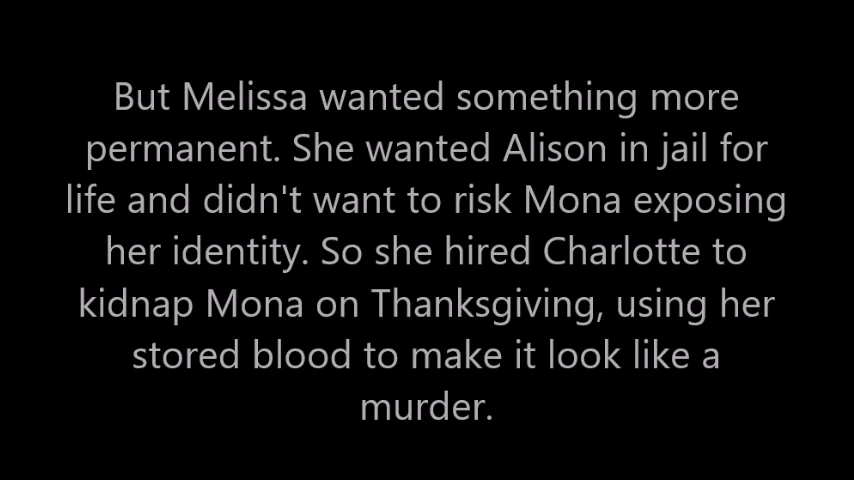 But Melissa wanted something more
permanent. She wanted Alison in jail for
life and didn't want to risk Mona exposing
her identity. So she hired Charlotte to
kidnap Mona on Thanksgiving, using her
stored blood to make it look like a
murder.